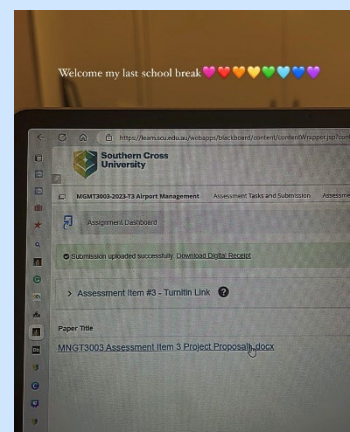 Welcome my last school break🩷❤️🧡💛💚🩵💙💜
https://learn.scu.edu.au/webapps/blackboard/content/contentWrapper.jsp?
Southern Cross
University
MGMT3003-2023-T3 Airport Management Assessment Tasks and Submission
Assignment Dashboard
Submission uploaded successfully. Download Digital Receipt
> Assessment Item #3 - Turnitin Link ?
Paper Title
MNGT3003 Assessment Item 3 Project Proposals.docx